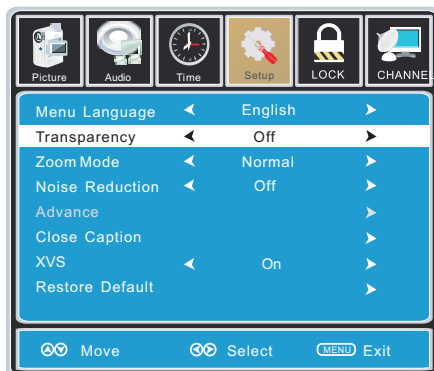 Picture Audio Time Setup LOCK CHANNE
Menu Language English
Transparency Off
Zoom Mode Normal
Noise Reduction Off
Advance
Close Caption
XVS On
Restore Default
Move Select MENU Exit